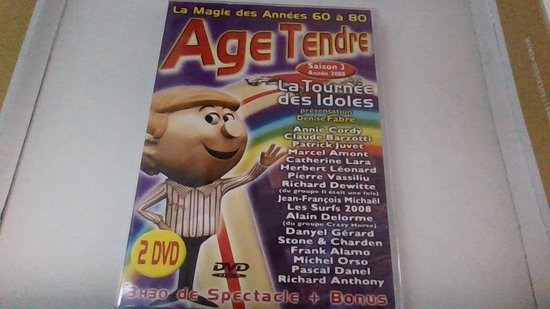 La Magie des Années 60 à 80
Age Tendre
Saison 3
Année 2008
La Tournée
des Idoles
présentation
Denise Fabre
Annie Cordy
Claude Barzotti
Patrick Juvet
Marcel Amont
Catherine Lara
Herbert Léonard
Pierre Vassiliu
Richard Dewitte
(du groupe Il était une fois)
Jean-François Michaël
Les Surfs 2008
Alain Delorme
(du groupe Crazy Horse)
Danyel Gérard
Stone & Charden
Frank Alamo
Michel Orso
Pascal Danel
Richard Anthony
2 DVD
DVD
3H30 de Spectacle + Bonus